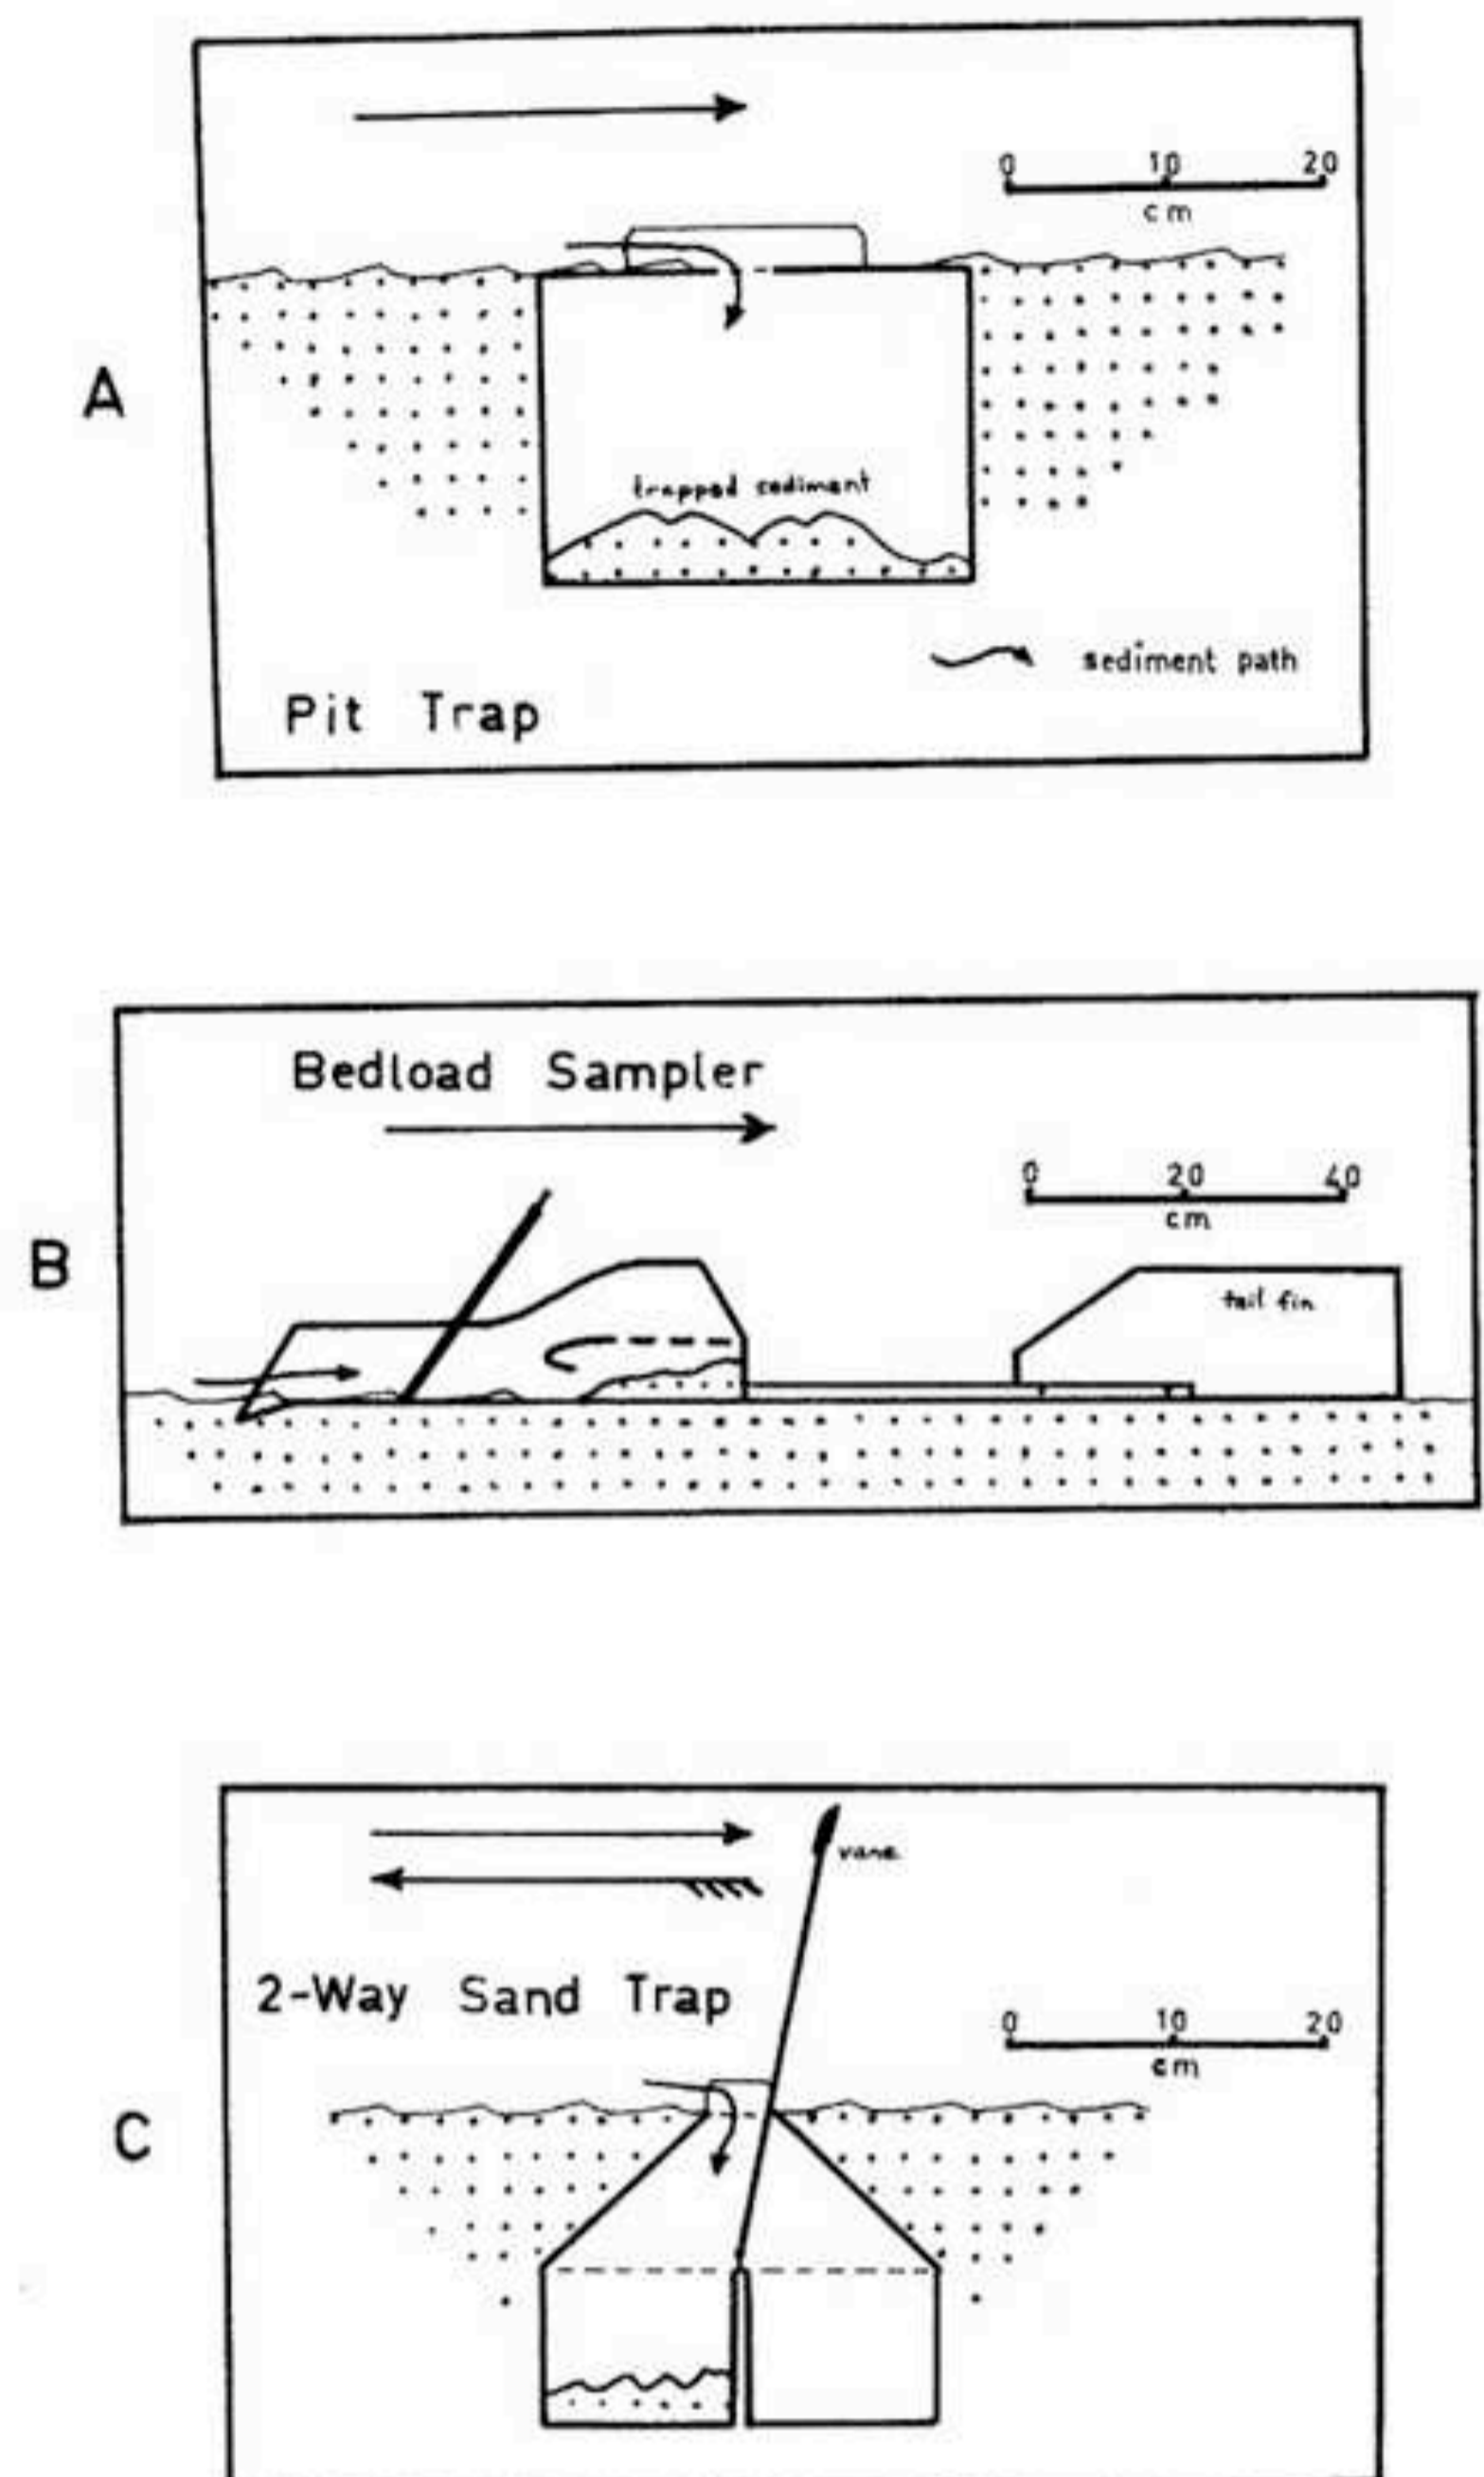 A
0 10 20
cm
trapped sediment
sediment path
Pit Trap
B
Bedload Sampler
0 20 40
cm
tail fin
C
vane
2-Way Sand Trap
0 10 20
cm